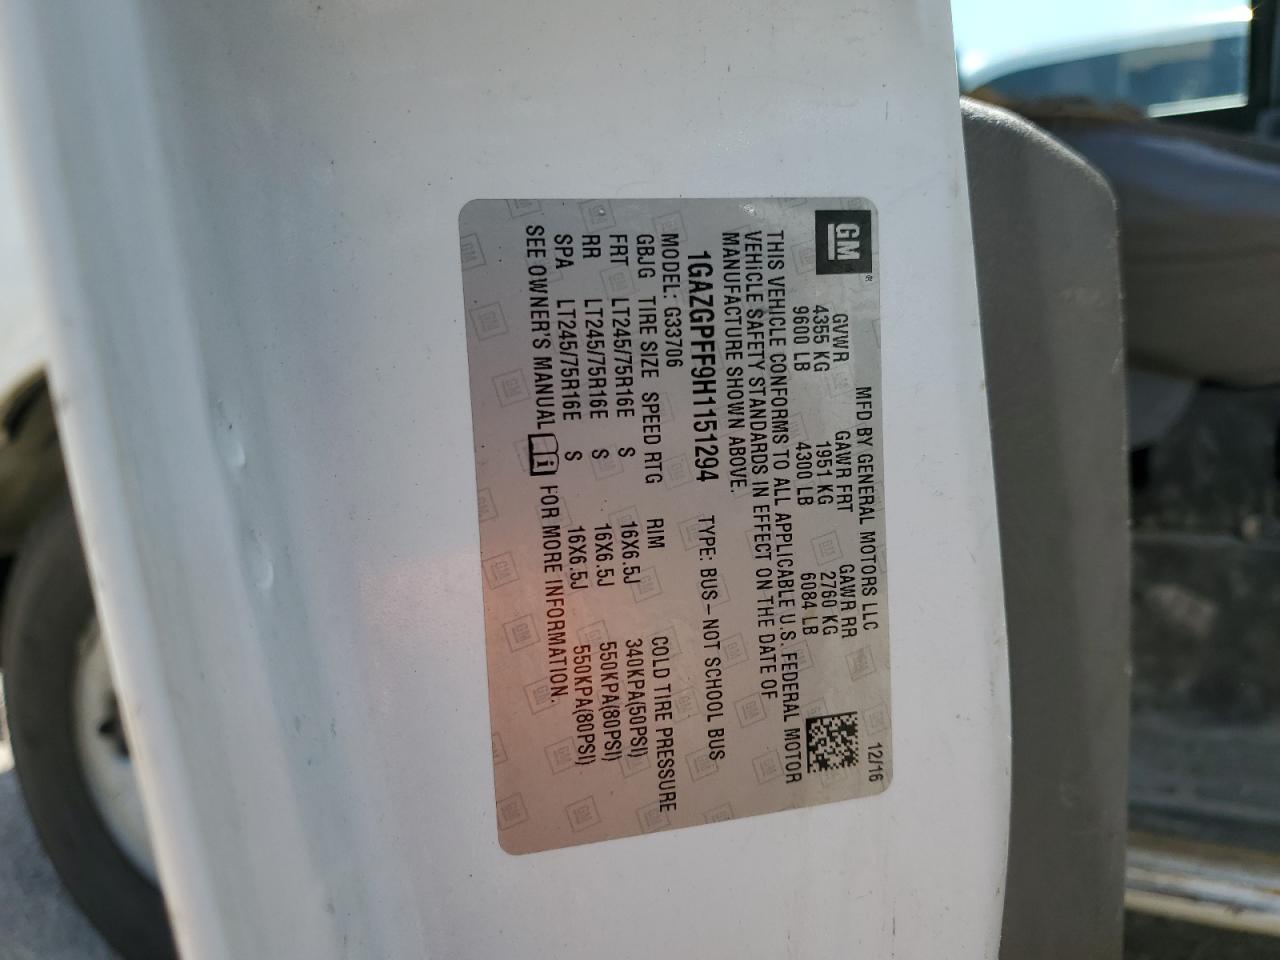 GM®
MFD BY GENERAL MOTORS LLC 12/16
GVWR GAWR FRT GAWR RR
4355 KG 1951 KG 2760 KG
9600 LB 4300 LB 6084 LB
THIS VEHICLE CONFORMS TO ALL APPLICABLE U.S. FEDERAL MOTOR
VEHICLE SAFETY STANDARDS IN EFFECT ON THE DATE OF
MANUFACTURE SHOWN ABOVE.
1GAZGPFF9H1151294 TYPE: BUS–NOT SCHOOL BUS
MODEL: G33706
GBJG TIRE SIZE SPEED RTG RIM COLD TIRE PRESSURE
FRT LT245/75R16E S 16X6.5J 340KPA(50PSI)
RR LT245/75R16E S 16X6.5J 550KPA(80PSI)
SPA LT245/75R16E S 16X6.5J 550KPA(80PSI)
SEE OWNER'S MANUAL i FOR MORE INFORMATION.